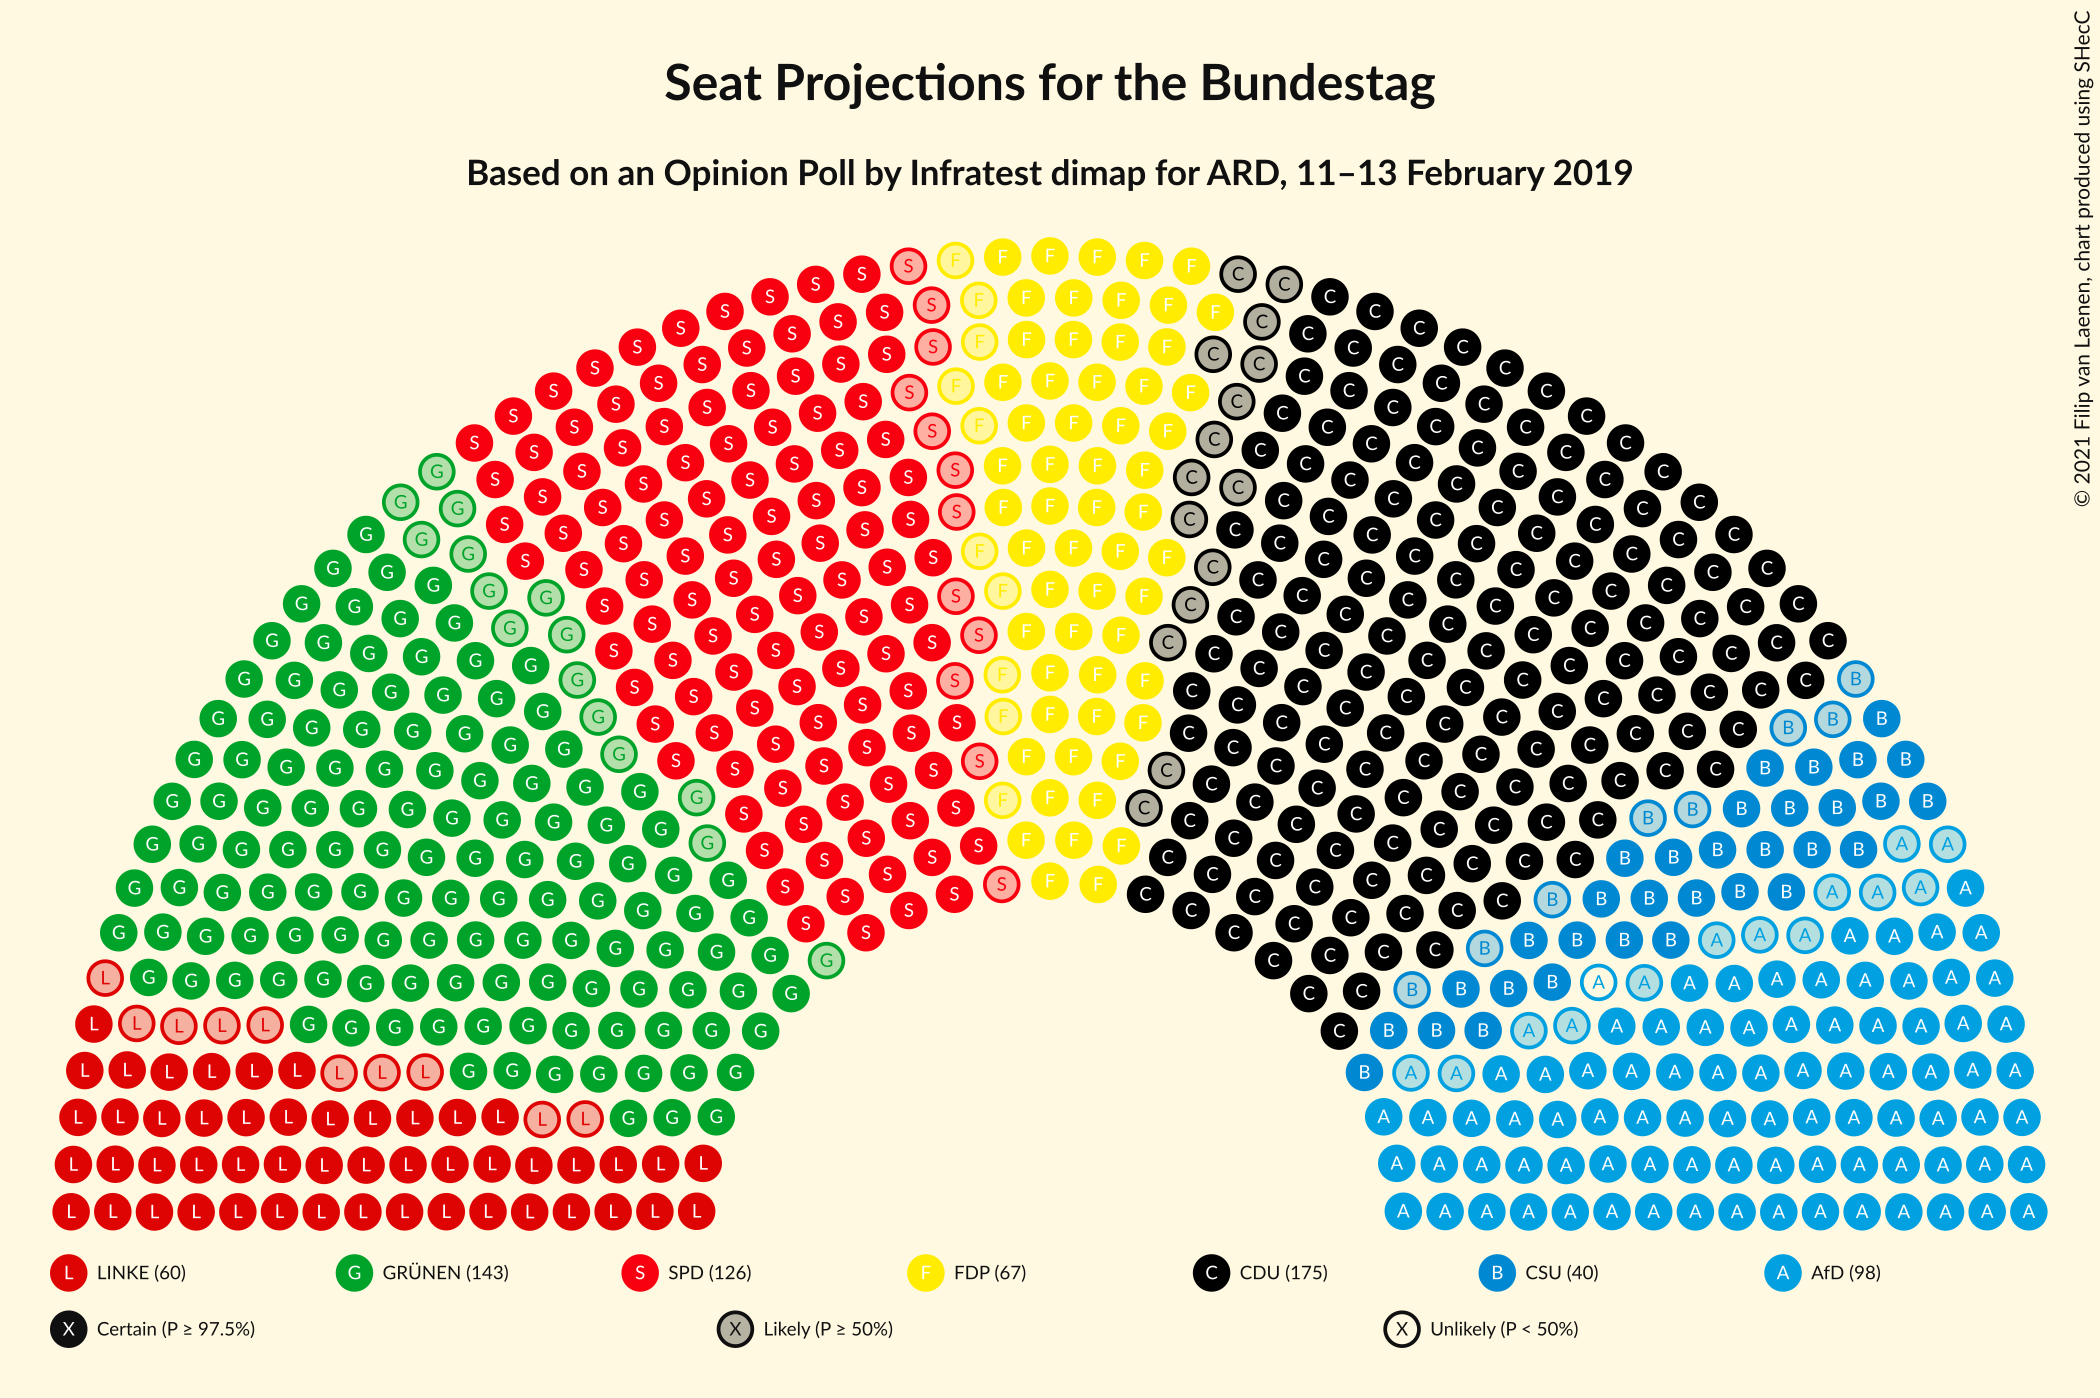 Seat Projections for the Bundestag
Based on an Opinion Poll by Infratest dimap for ARD, 11–13 February 2019
© 2021 Filip van Laenen, chart produced using SHecC
L LINKE (60)
G GRÜNEN (143)
S SPD (126)
F FDP (67)
C CDU (175)
B CSU (40)
A AfD (98)
X Certain (P ≥ 97.5%)
X Likely (P ≥ 50%)
X Unlikely (P < 50%)